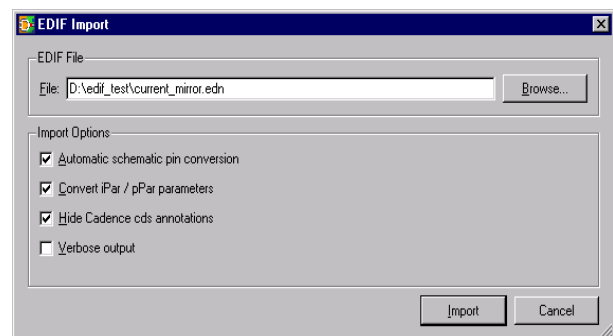 EDIF Import
EDIF File
File: D:\edif_test\current_mirror.edn Browse...
Import Options
Automatic schematic pin conversion
Convert iPar / pPar parameters
Hide Cadence cds annotations
Verbose output
Import Cancel